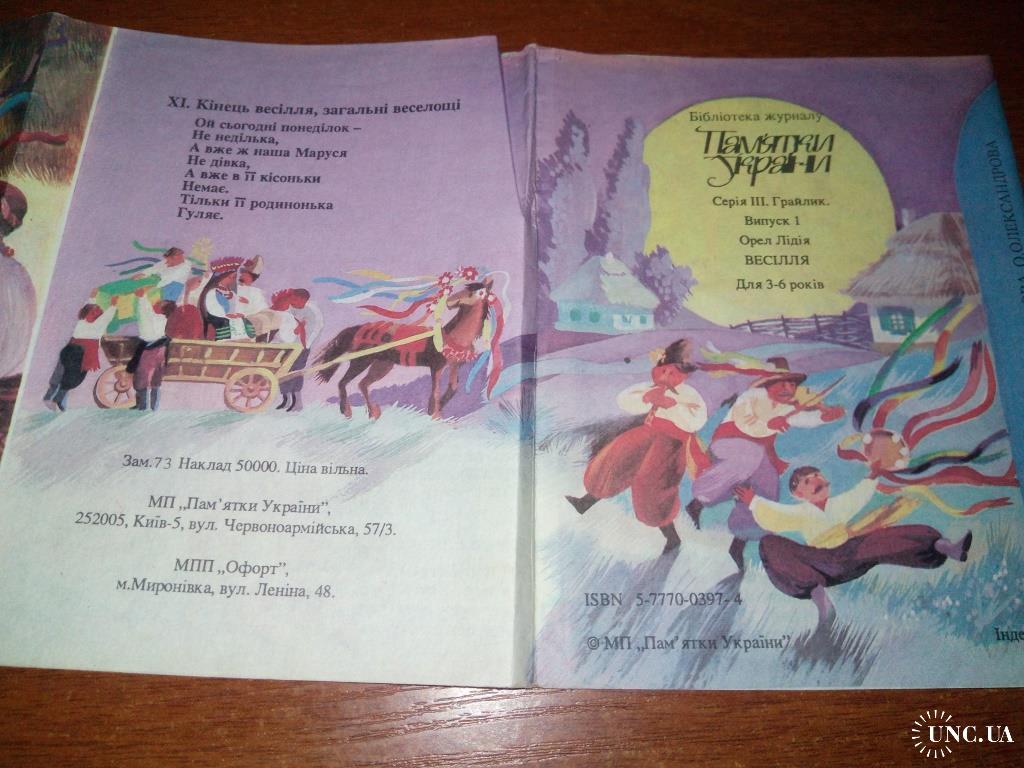 XI. Кінець весілля, загальні веселощі
Ой сьогодні понеділок –
Не неділька,
А вже ж наша Маруся
Не дівка,
А вже в її кісоньки
Немає.
Тільки її родинонька
Гуляє.
Зам.73 Наклад 50000. Ціна вільна.
МП „Пам'ятки України",
252005, Київ-5, вул. Червоноармійська, 57/3.
МПП „Офорт",
м.Миронівка, вул. Леніна, 48.
Бібліотека журналу
Пам'ятки
України
Серія III. Грайлик.
Випуск 1
Орел Лідія
ВЕСІЛЛЯ
Для 3-6 років
ISBN 5-7770-0397-4
© МП „Пам'ятки України"
О.ОЛЕКСАНДРОВА
UNC.UA